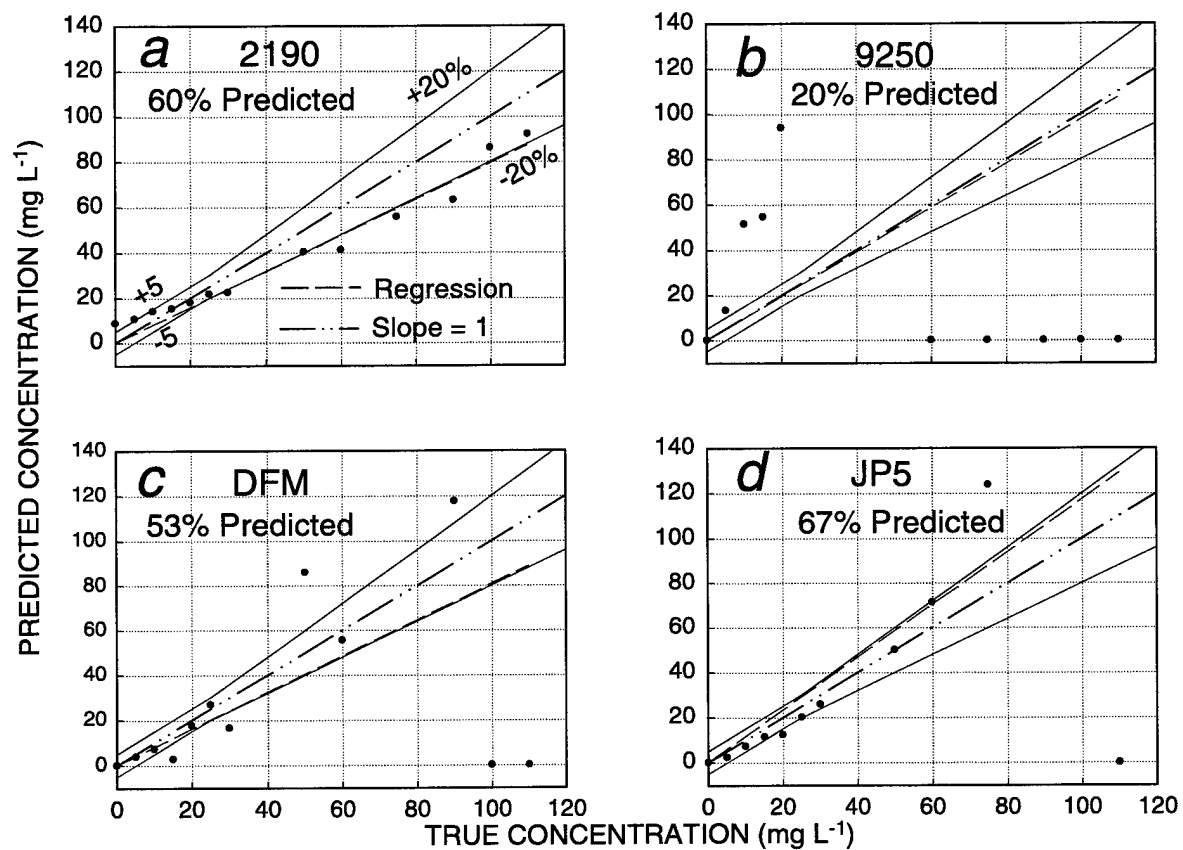 PREDICTED CONCENTRATION (mg L⁻¹)
a
2190
60% Predicted
+20%
-20%
+5
-5
Regression
Slope = 1
140
120
100
80
60
40
20
0
b
9250
20% Predicted
140
120
100
80
60
40
20
0
c
DFM
53% Predicted
140
120
100
80
60
40
20
0
0 20 40 60 80 100 120
d
JP5
67% Predicted
140
120
100
80
60
40
20
0
0 20 40 60 80 100 120
TRUE CONCENTRATION (mg L⁻¹)